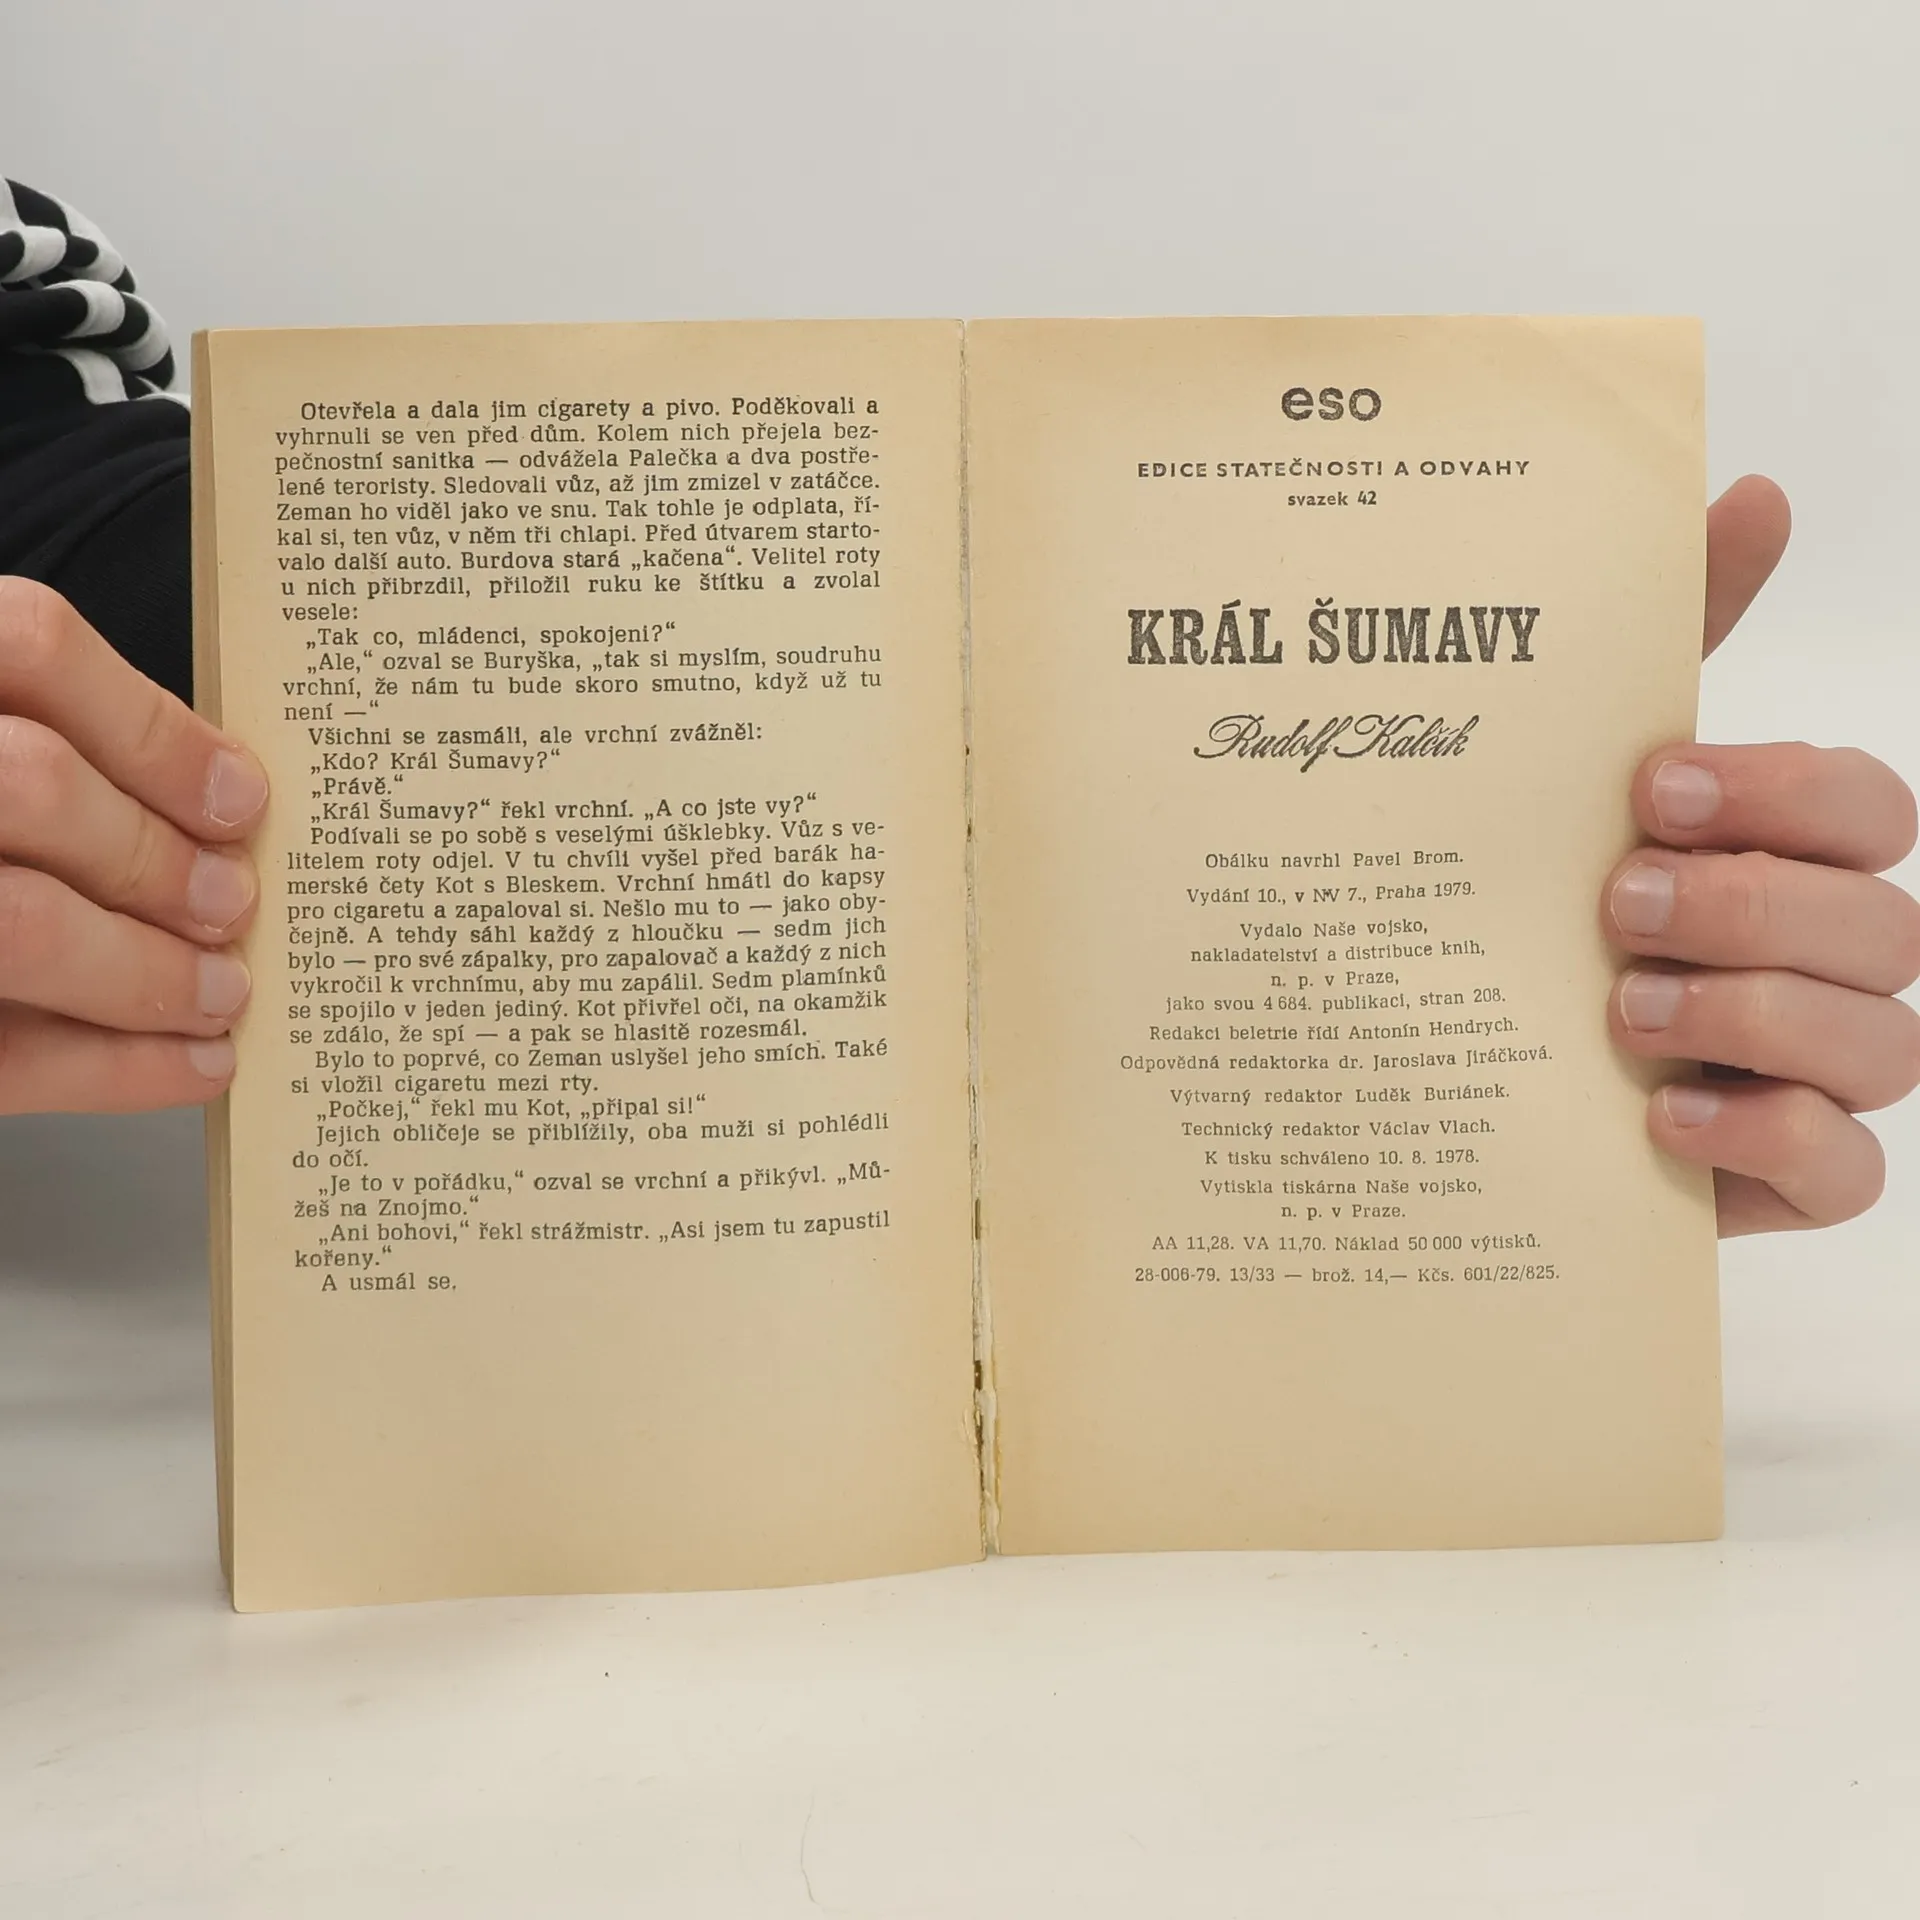 Otevřela a dala jim cigarety a pivo. Poděkovali a
vyhrnuli se ven před dům. Kolem nich přejela bez-
pečnostní sanitka — odvážela Palečka a dva postře-
lené teroristy. Sledovali vůz, až jim zmizel v zatáčce.
Zeman ho viděl jako ve snu. Tak tohle je odplata, ří-
kal si, ten vůz, v něm tři chlapi. Před útvarem starto-
valo další auto. Burdova stará „kačena“. Velitel roty
u nich přibrzdil, přiložil ruku ke štítku a zvolal
vesele:
„Tak co, mládenci, spokojeni?“
„Ale,“ ozval se Buryška, „tak si myslím, soudruhu
vrchní, že nám tu bude skoro smutno, když už tu
není —“
Všichni se zasmáli, ale vrchní zvážněl:
„Kdo? Král Šumavy?“
„Právě.“
„Král Šumavy?“ řekl vrchní. „A co jste vy?“
Podívali se po sobě s veselými úšklebky. Vůz s ve-
litelem roty odjel. V tu chvíli vyšel před barák ha-
merské čety Kot s Bleskem. Vrchní hmátl do kapsy
pro cigaretu a zapaloval si. Nešlo mu to — jako oby-
čejně. A tehdy sáhl každý z hloučku — sedm jich
bylo — pro své zápalky, pro zapalovač a každý z nich
vykročil k vrchnímu, aby mu zapálil. Sedm plamínků
se spojilo v jeden jediný. Kot přivřel oči, na okamžik
se zdálo, že spí — a pak se hlasitě rozesmál.
Bylo to poprvé, co Zeman uslyšel jeho smích. Také
si vložil cigaretu mezi rty.
„Počkej,“ řekl mu Kot, „připal si!“
Jejich obličeje se přiblížily, oba muži si pohlédli
do očí.
„Je to v pořádku,“ ozval se vrchní a přikývl. „Mů-
žeš na Znojmo.“
„Ani bohovi,“ řekl strážmistr. „Asi jsem tu zapustil
kořeny.“
A usmál se.
eso
EDICE STATEČNOSTI A ODVAHY
svazek 42
KRÁL ŠUMAVY
Rudolf Kalčík
Obálku navrhl Pavel Brom.
Vydání 10., v NV 7., Praha 1979.
Vydalo Naše vojsko,
nakladatelství a distribuce knih,
n. p. v Praze,
jako svou 4 684. publikaci, stran 208.
Redakci beletrie řídí Antonín Hendrych.
Odpovědná redaktorka dr. Jaroslava Jiráčková.
Výtvarný redaktor Luděk Buriánek.
Technický redaktor Václav Vlach.
K tisku schváleno 10. 8. 1978.
Vytiskla tiskárna Naše vojsko,
n. p. v Praze.
AA 11,28. VA 11,70. Náklad 50 000 výtisků.
28-006-79. 13/33 — brož. 14,— Kčs. 601/22/825.